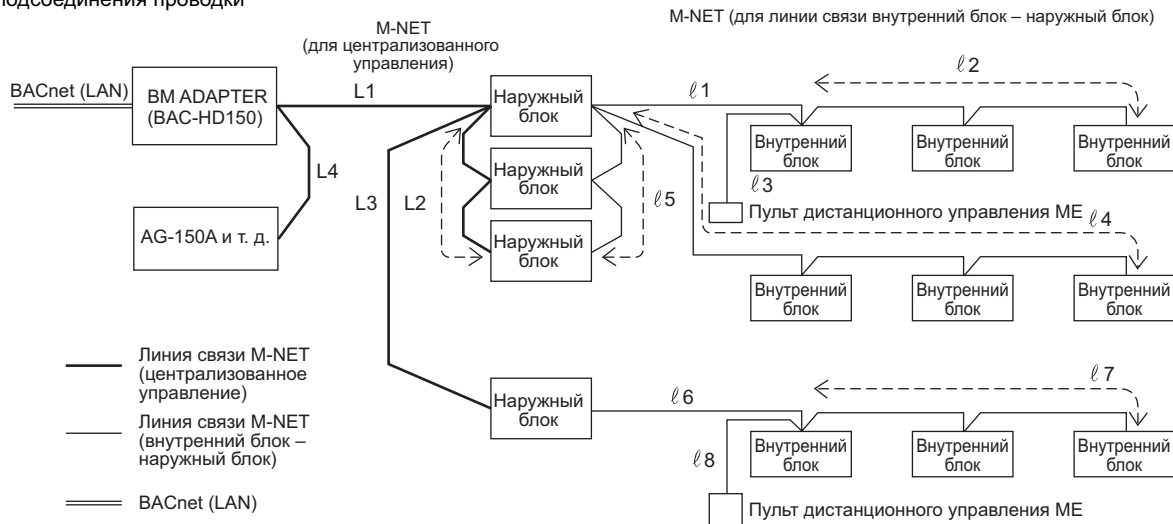 подсоединения проводки
M-NET (для линии связи внутренний блок – наружный блок)
M-NET
(для централизованного
управления)
BACnet (LAN)
BM ADAPTER
(BAC-HD150)
L1
Наружный
блок
ℓ1
ℓ2
Внутренний
блок
Внутренний
блок
Внутренний
блок
L4
L3
L2
Наружный
блок
ℓ5
ℓ3
Пульт дистанционного управления ME
ℓ4
AG-150A и т. д.
Наружный
блок
Внутренний
блок
Внутренний
блок
Внутренний
блок
Линия связи M-NET
(централизованное
управление)
Наружный
блок
ℓ6
ℓ7
Линия связи M-NET
(внутренний блок –
наружный блок)
Внутренний
блок
Внутренний
блок
Внутренний
блок
ℓ8
BACnet (LAN)
Пульт дистанционного управления ME